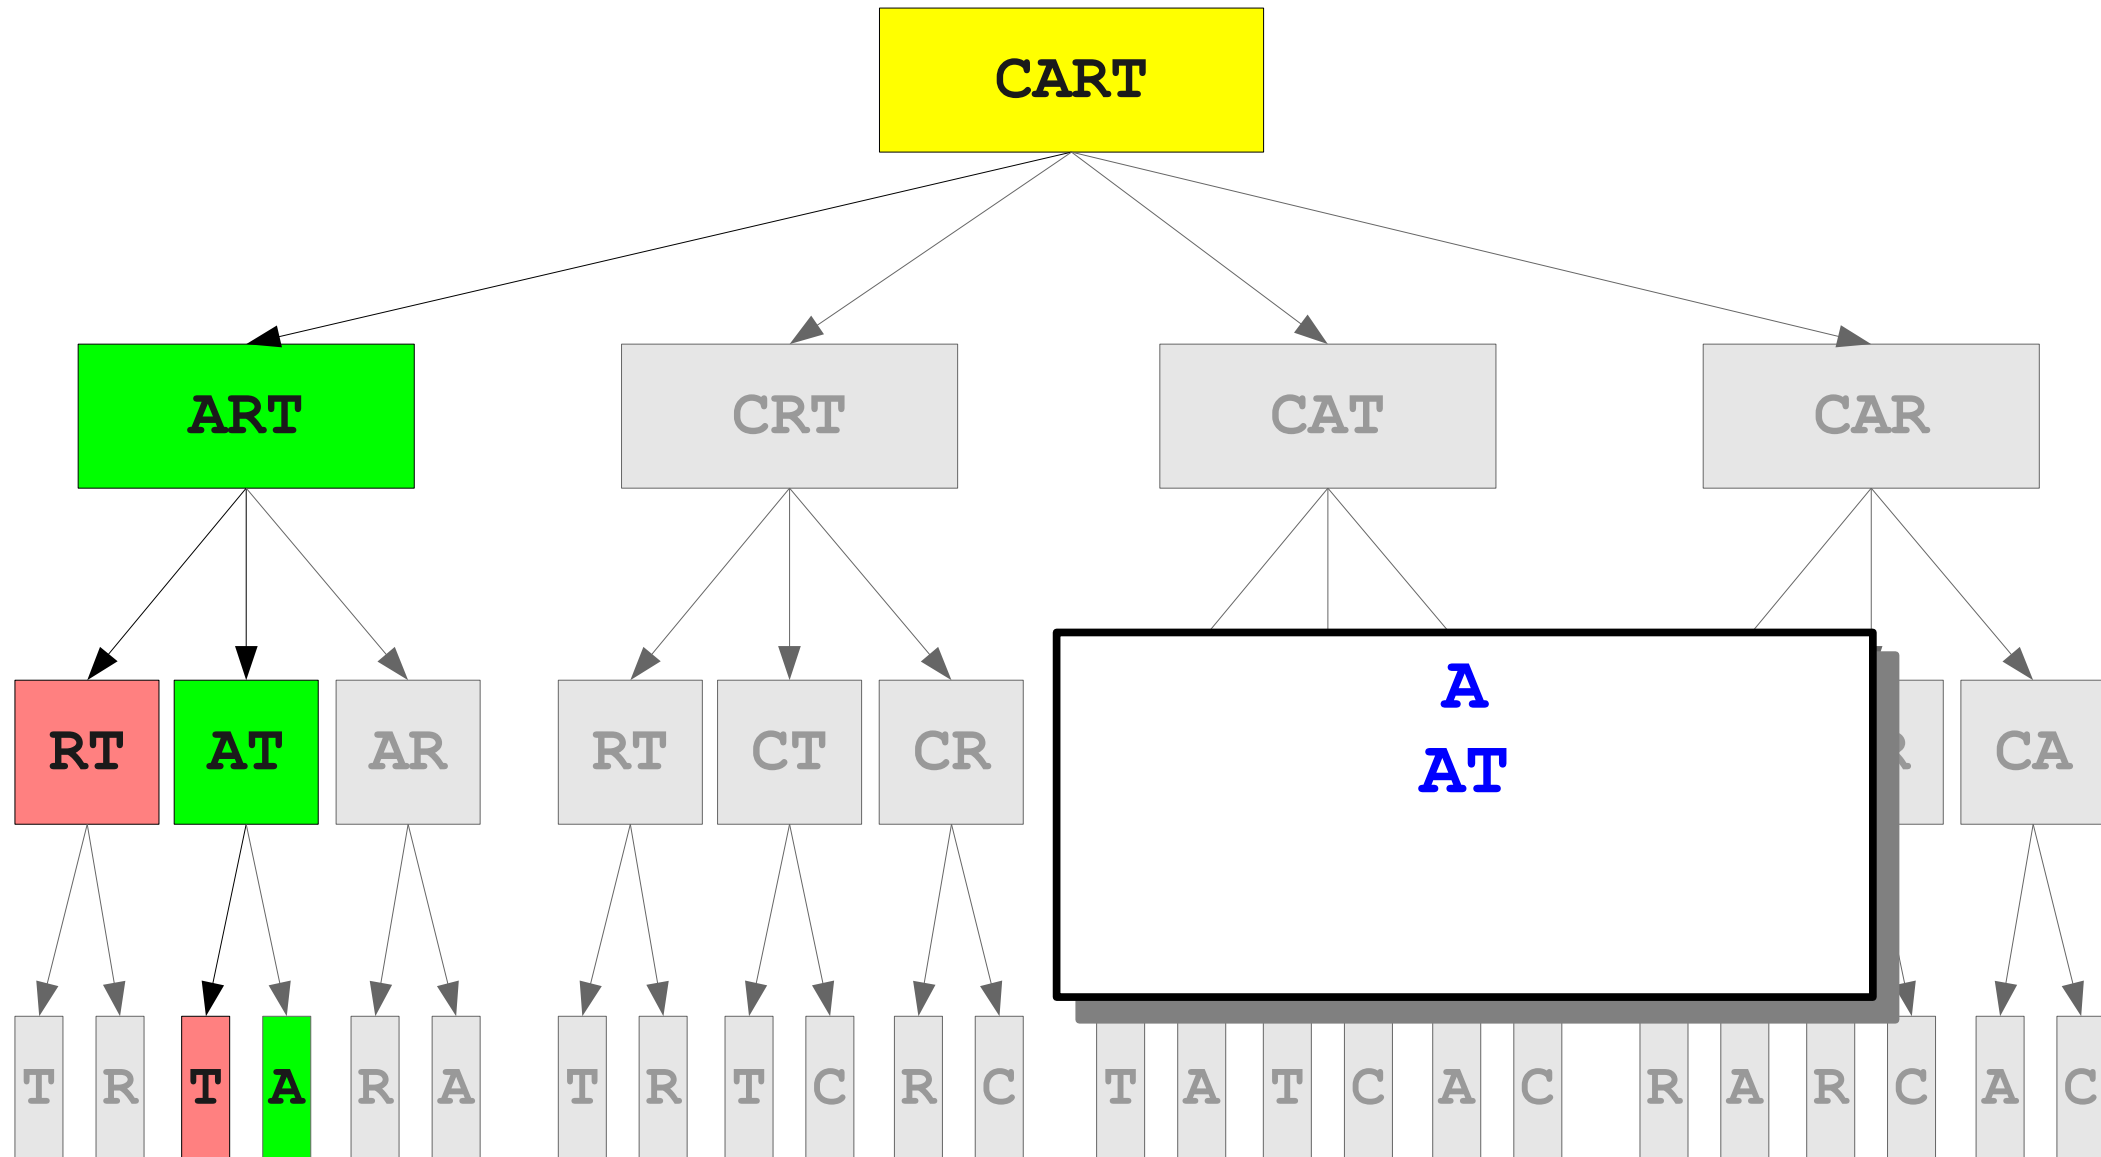 CART
ART CRT CAT CAR
RT AT AR RT CT CR CA
A
AT
T R T A R A T R T C R C T A T C A C R A R C A C